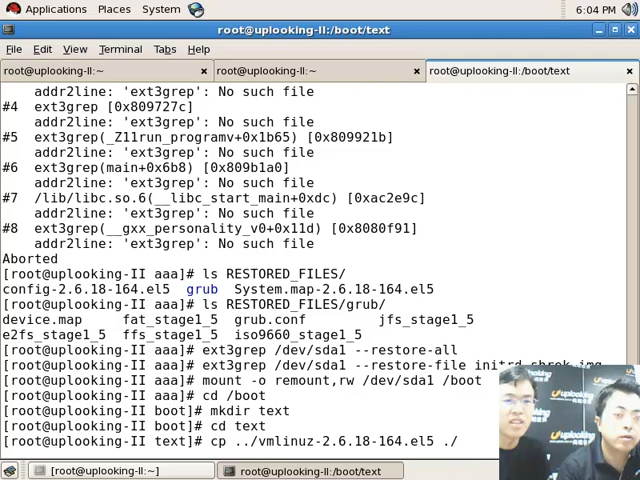 Applications Places System 6:04 PM
root@uplooking-II:/boot/text
File Edit View Terminal Tabs Help
root@uplooking-II:~ root@uplooking-II:~ root@uplooking-II:/boot/text
addr2line: 'ext3grep': No such file
#4 ext3grep [0x809727c]
addr2line: 'ext3grep': No such file
#5 ext3grep(_Z11run_programv+0x1b65) [0x809921b]
addr2line: 'ext3grep': No such file
#6 ext3grep(main+0x6b8) [0x809b1a0]
addr2line: 'ext3grep': No such file
#7 /lib/libc.so.6(__libc_start_main+0xdc) [0xac2e9c]
addr2line: 'ext3grep': No such file
#8 ext3grep(__gxx_personality_v0+0x11d) [0x8080f91]
addr2line: 'ext3grep': No such file
Aborted
[root@uplooking-II aaa]# ls RESTORED_FILES/
config-2.6.18-164.el5 grub System.map-2.6.18-164.el5
[root@uplooking-II aaa]# ls RESTORED_FILES/grub/
device.map fat_stage1_5 grub.conf jfs_stage1_5
e2fs_stage1_5 ffs_stage1_5 iso9660_stage1_5
[root@uplooking-II aaa]# ext3grep /dev/sda1 --restore-all
[root@uplooking-II aaa]# ext3grep /dev/sda1 --restore-file
[root@uplooking-II aaa]# mount -o remount,rw /dev/sda1 /boot
[root@uplooking-II aaa]# cd /boot
[root@uplooking-II boot]# mkdir text
[root@uplooking-II boot]# cd text
[root@uplooking-II text]# cp ../vmlinuz-2.6.18-164.el5 ./
uplooking
[root@uplooking-II:~] root@uplooking-II:/boot/text